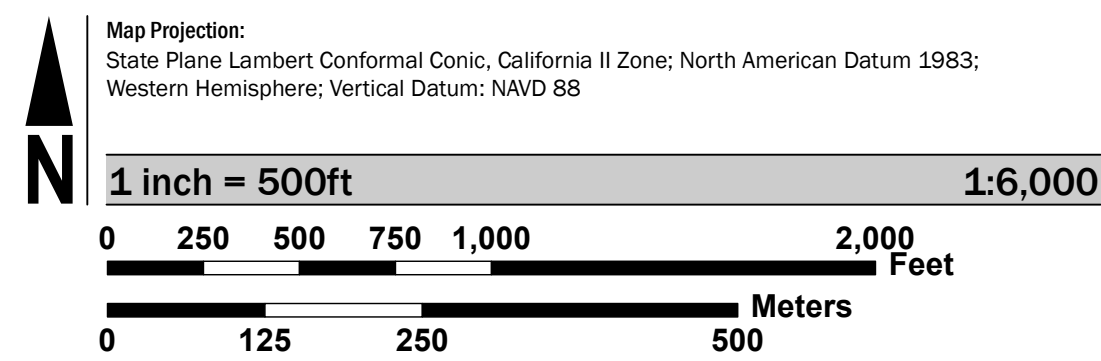 Map Projection:
State Plane Lambert Conformal Conic, California II Zone; North American Datum 1983;
Western Hemisphere; Vertical Datum: NAVD 88
N
1 inch = 500ft 1:6,000
0 250 500 750 1,000 2,000
Feet
Meters
0 125 250 500